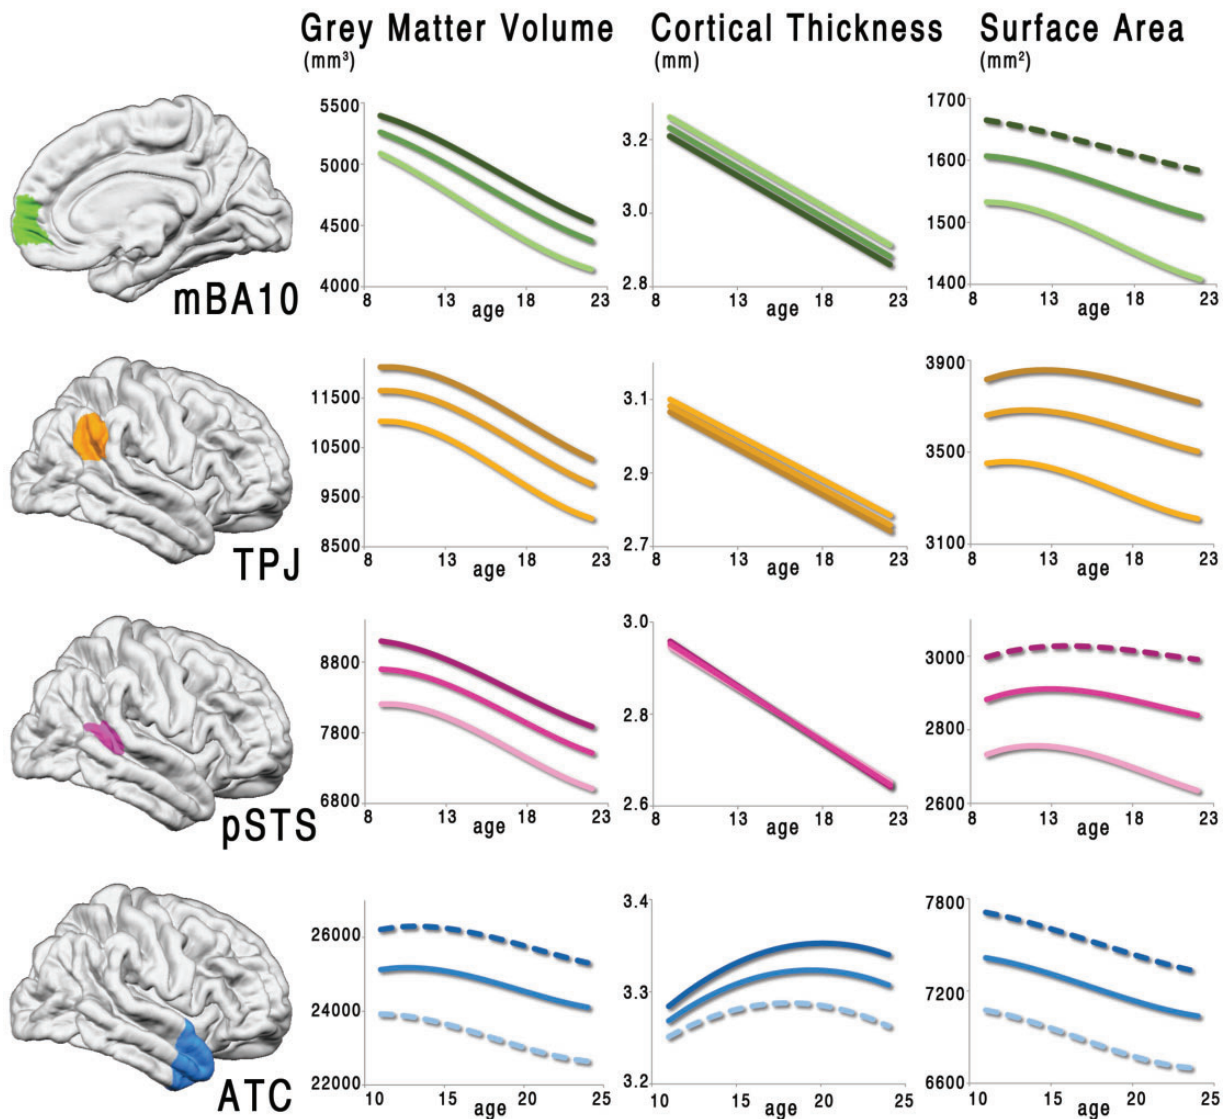 Grey Matter Volume Cortical Thickness Surface Area
(mm³) (mm) (mm²)
mBA10
5500
5000
4500
4000
8 13 18 23
age
3.2
3.0
2.8
8 13 18 23
age
1700
1600
1500
1400
8 13 18 23
age
TPJ
11500
10500
9500
8500
8 13 18 23
age
3.1
2.9
2.7
8 13 18 23
age
3900
3500
3100
8 13 18 23
age
pSTS
8800
7800
6800
8 13 18 23
age
3.0
2.8
2.6
8 13 18 23
age
3000
2800
2600
8 13 18 23
age
ATC
26000
24000
22000
10 15 20 25
age
3.4
3.3
3.2
10 15 20 25
age
7800
7200
6600
10 15 20 25
age